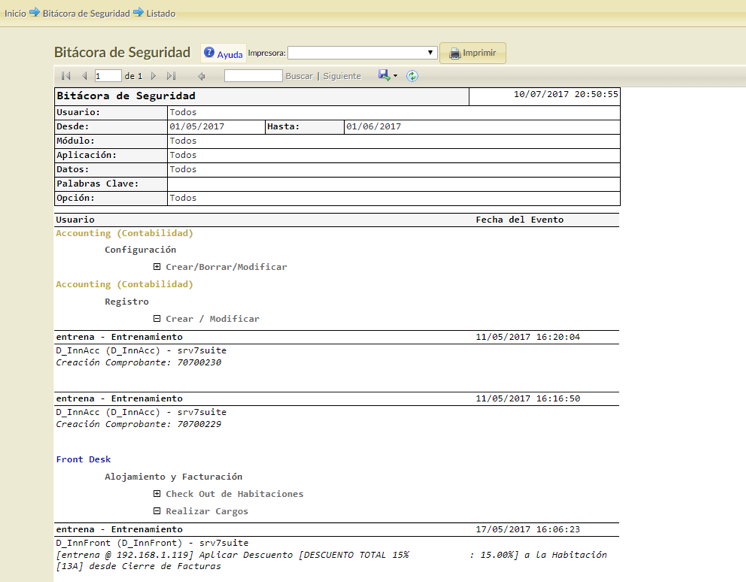 Inicio Bitácora de Seguridad Listado
Bitácora de Seguridad Ayuda Impresora: Imprimir
1 de 1 Buscar | Siguiente
Bitácora de Seguridad 10/07/2017 20:50:55
Usuario: Todos
Desde: 01/05/2017 Hasta: 01/06/2017
Módulo: Todos
Aplicación: Todos
Datos: Todos
Palabras Clave:
Opción: Todos
Usuario Fecha del Evento
Accounting (Contabilidad)
Configuración
Crear/Borrar/Modificar
Accounting (Contabilidad)
Registro
Crear / Modificar
entrena - Entrenamiento 11/05/2017 16:20:04
D_InnAcc (D_InnAcc) - srv7suite
Creación Comprobante: 70700230
entrena - Entrenamiento 11/05/2017 16:16:50
D_InnAcc (D_InnAcc) - srv7suite
Creación Comprobante: 70700229
Front Desk
Alojamiento y Facturación
Check Out de Habitaciones
Realizar Cargos
entrena - Entrenamiento 17/05/2017 16:06:23
D_InnFront (D_InnFront) - srv7suite
[entrena @ 192.168.1.119] Aplicar Descuento [DESCUENTO TOTAL 15% : 15.00%] a la Habitación
[13A] desde Cierre de Facturas